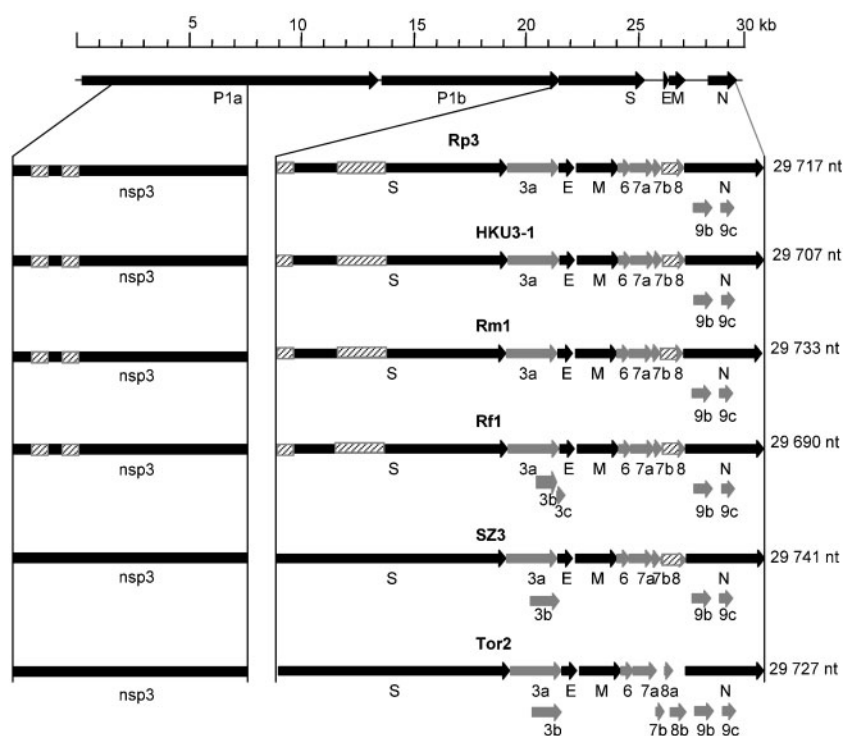 5 10 15 20 25 30 kb
P1a P1b S E M N
Rp3
29 717 nt
nsp3 S 3a E M 6 7a 7b 8 N
9b 9c
HKU3-1
29 707 nt
nsp3 S 3a E M 6 7a 7b 8 N
9b 9c
Rm1
29 733 nt
nsp3 S 3a E M 6 7a 7b 8 N
9b 9c
Rf1
29 690 nt
nsp3 S 3a E M 6 7a 7b 8 N
3b 3c 9b 9c
SZ3
29 741 nt
nsp3 S 3a E M 6 7a 7b 8 N
3b 9b 9c
Tor2
29 727 nt
nsp3 S 3a E M 6 7a 8a N
3b 7b 8b 9b 9c